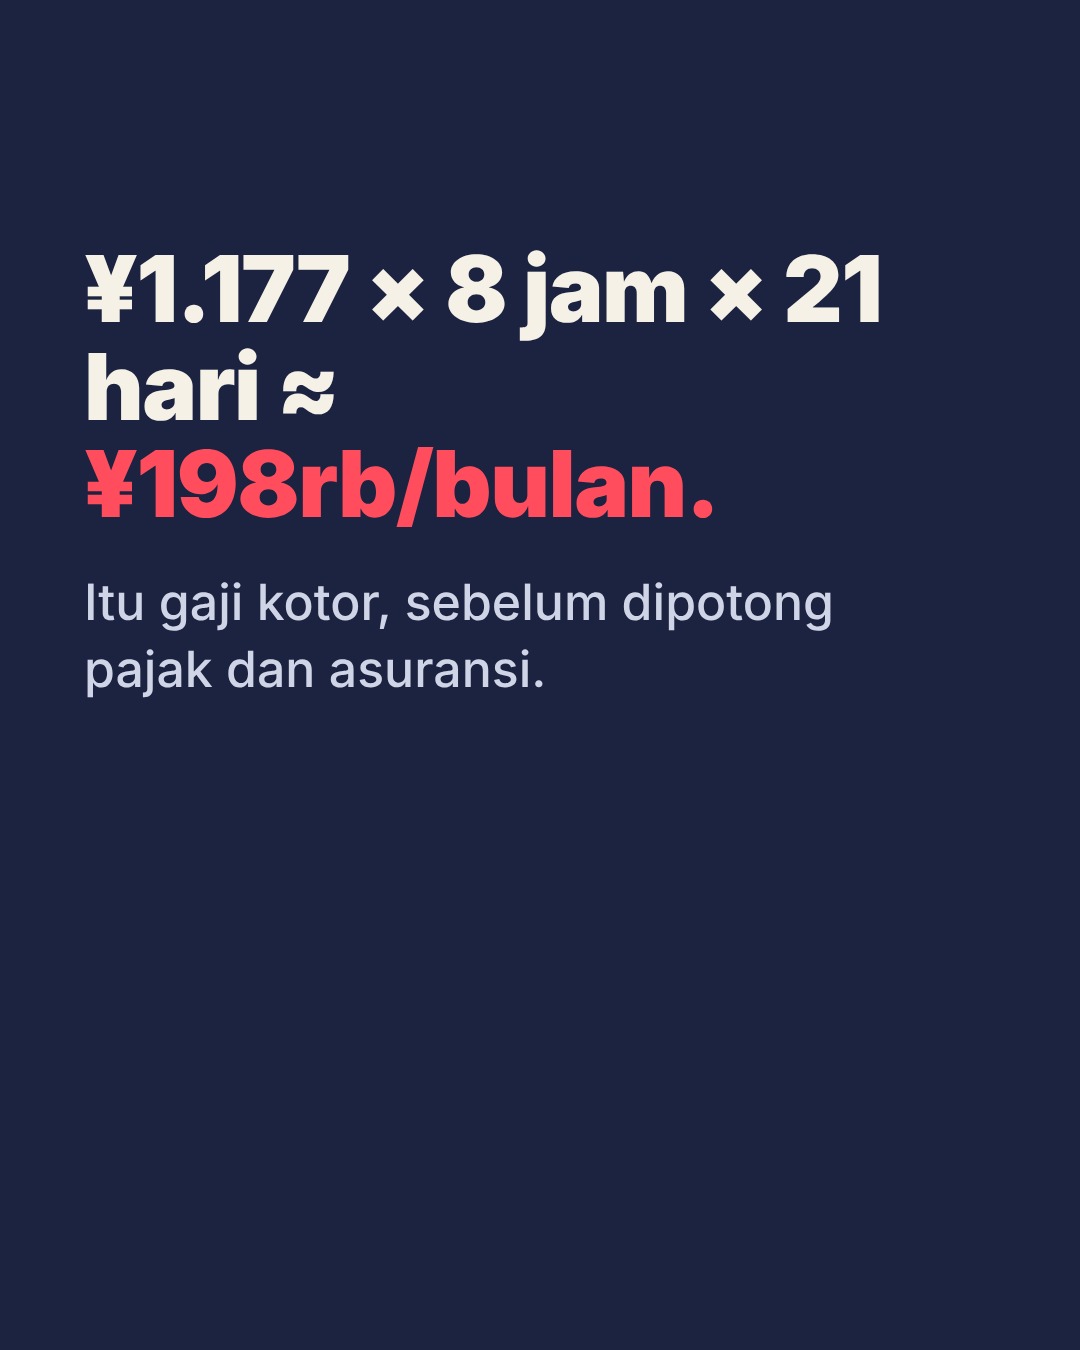 ¥1.177 × 8 jam × 21
hari ≈
¥198rb/bulan.
Itu gaji kotor, sebelum dipotong
pajak dan asuransi.